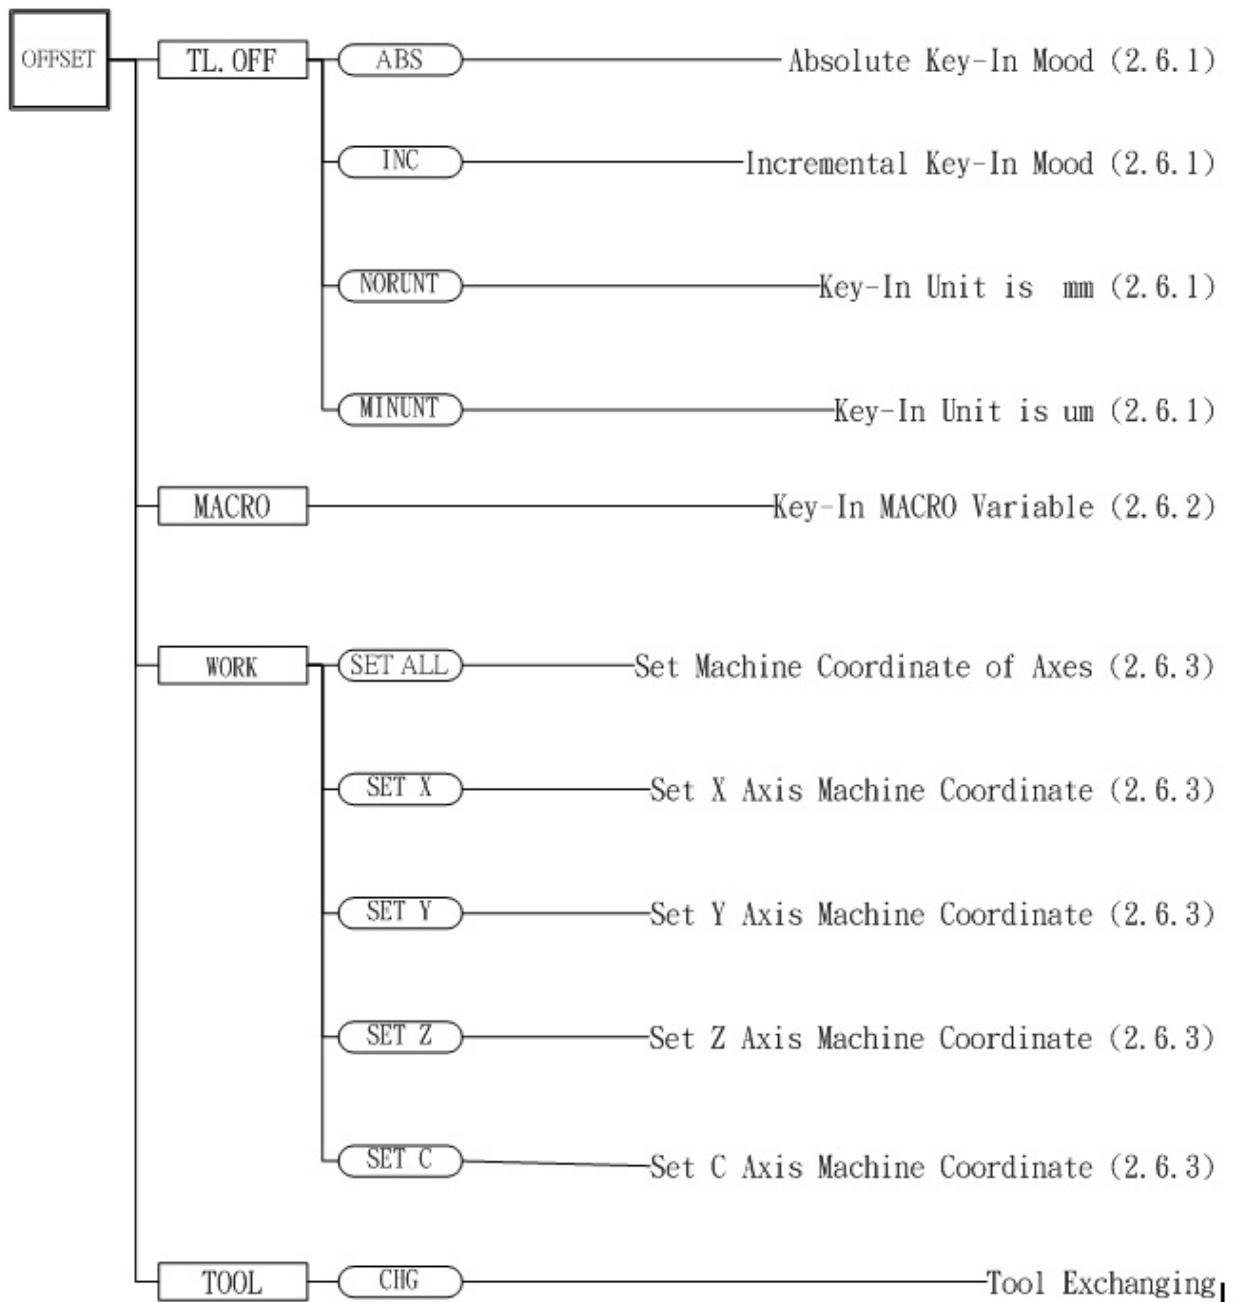 OFFSET TL.OFF ABS Absolute Key-In Mood (2.6.1)
INC Incremental Key-In Mood (2.6.1)
NORUNT Key-In Unit is mm (2.6.1)
MINUNT Key-In Unit is um (2.6.1)
MACRO Key-In MACRO Variable (2.6.2)
WORK SET ALL Set Machine Coordinate of Axes (2.6.3)
SET X Set X Axis Machine Coordinate (2.6.3)
SET Y Set Y Axis Machine Coordinate (2.6.3)
SET Z Set Z Axis Machine Coordinate (2.6.3)
SET C Set C Axis Machine Coordinate (2.6.3)
TOOL CHG Tool Exchanging